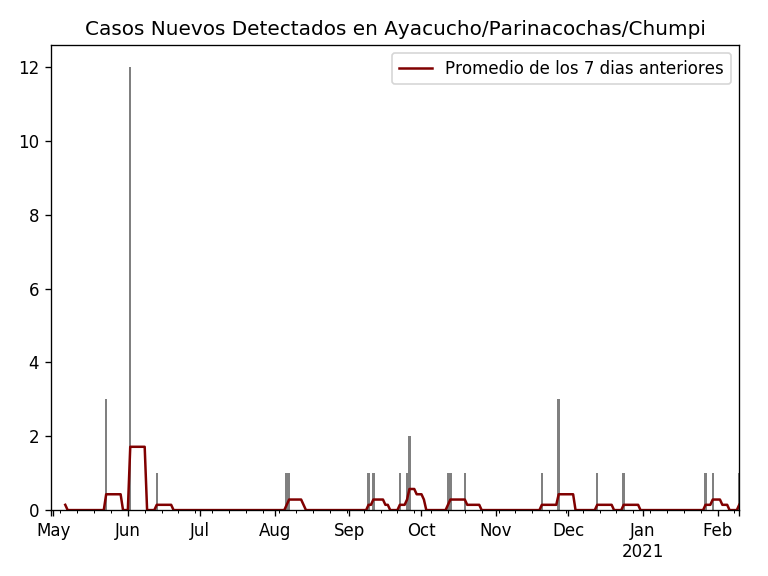 Casos Nuevos Detectados en Ayacucho/Parinacochas/Chumpi
Promedio de los 7 dias anteriores
12
10
8
6
4
2
0
May Jun Jul Aug Sep Oct Nov Dec Jan Feb
2021